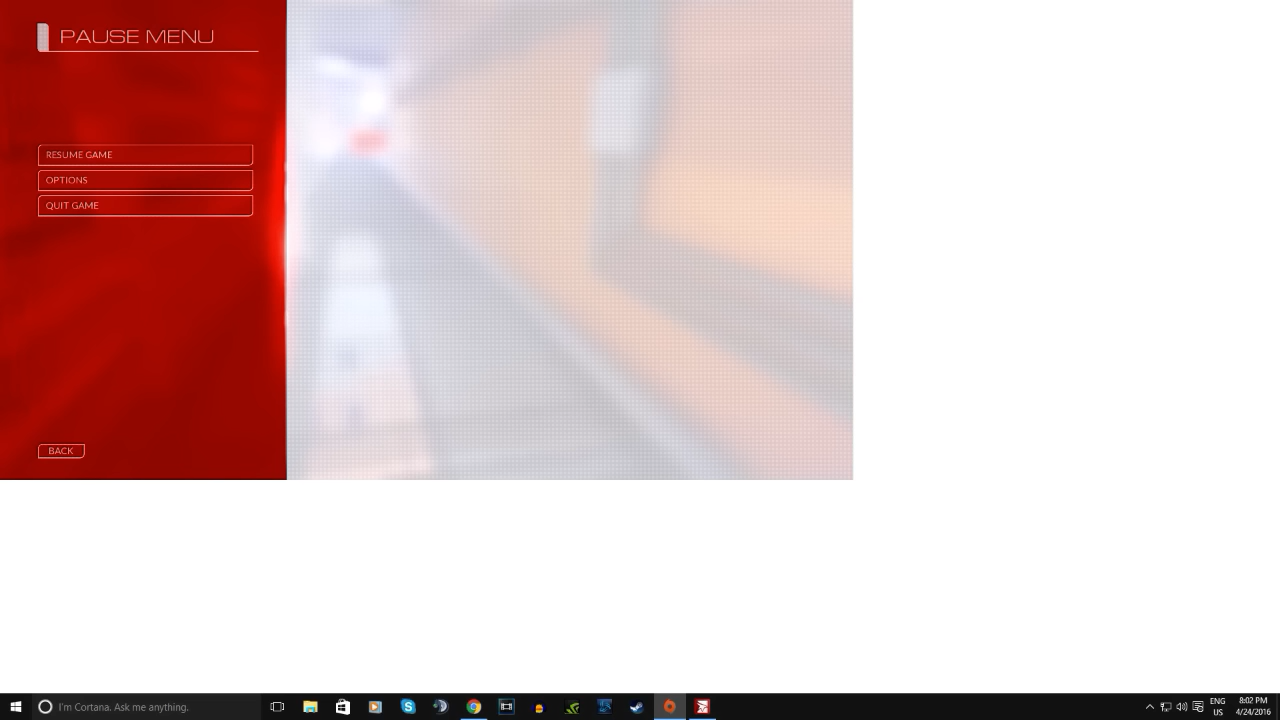 PAUSE MENU
RESUME GAME
OPTIONS
QUIT GAME
BACK
I'm Cortana. Ask me anything.
ENG
US
8:02 PM
4/24/2016